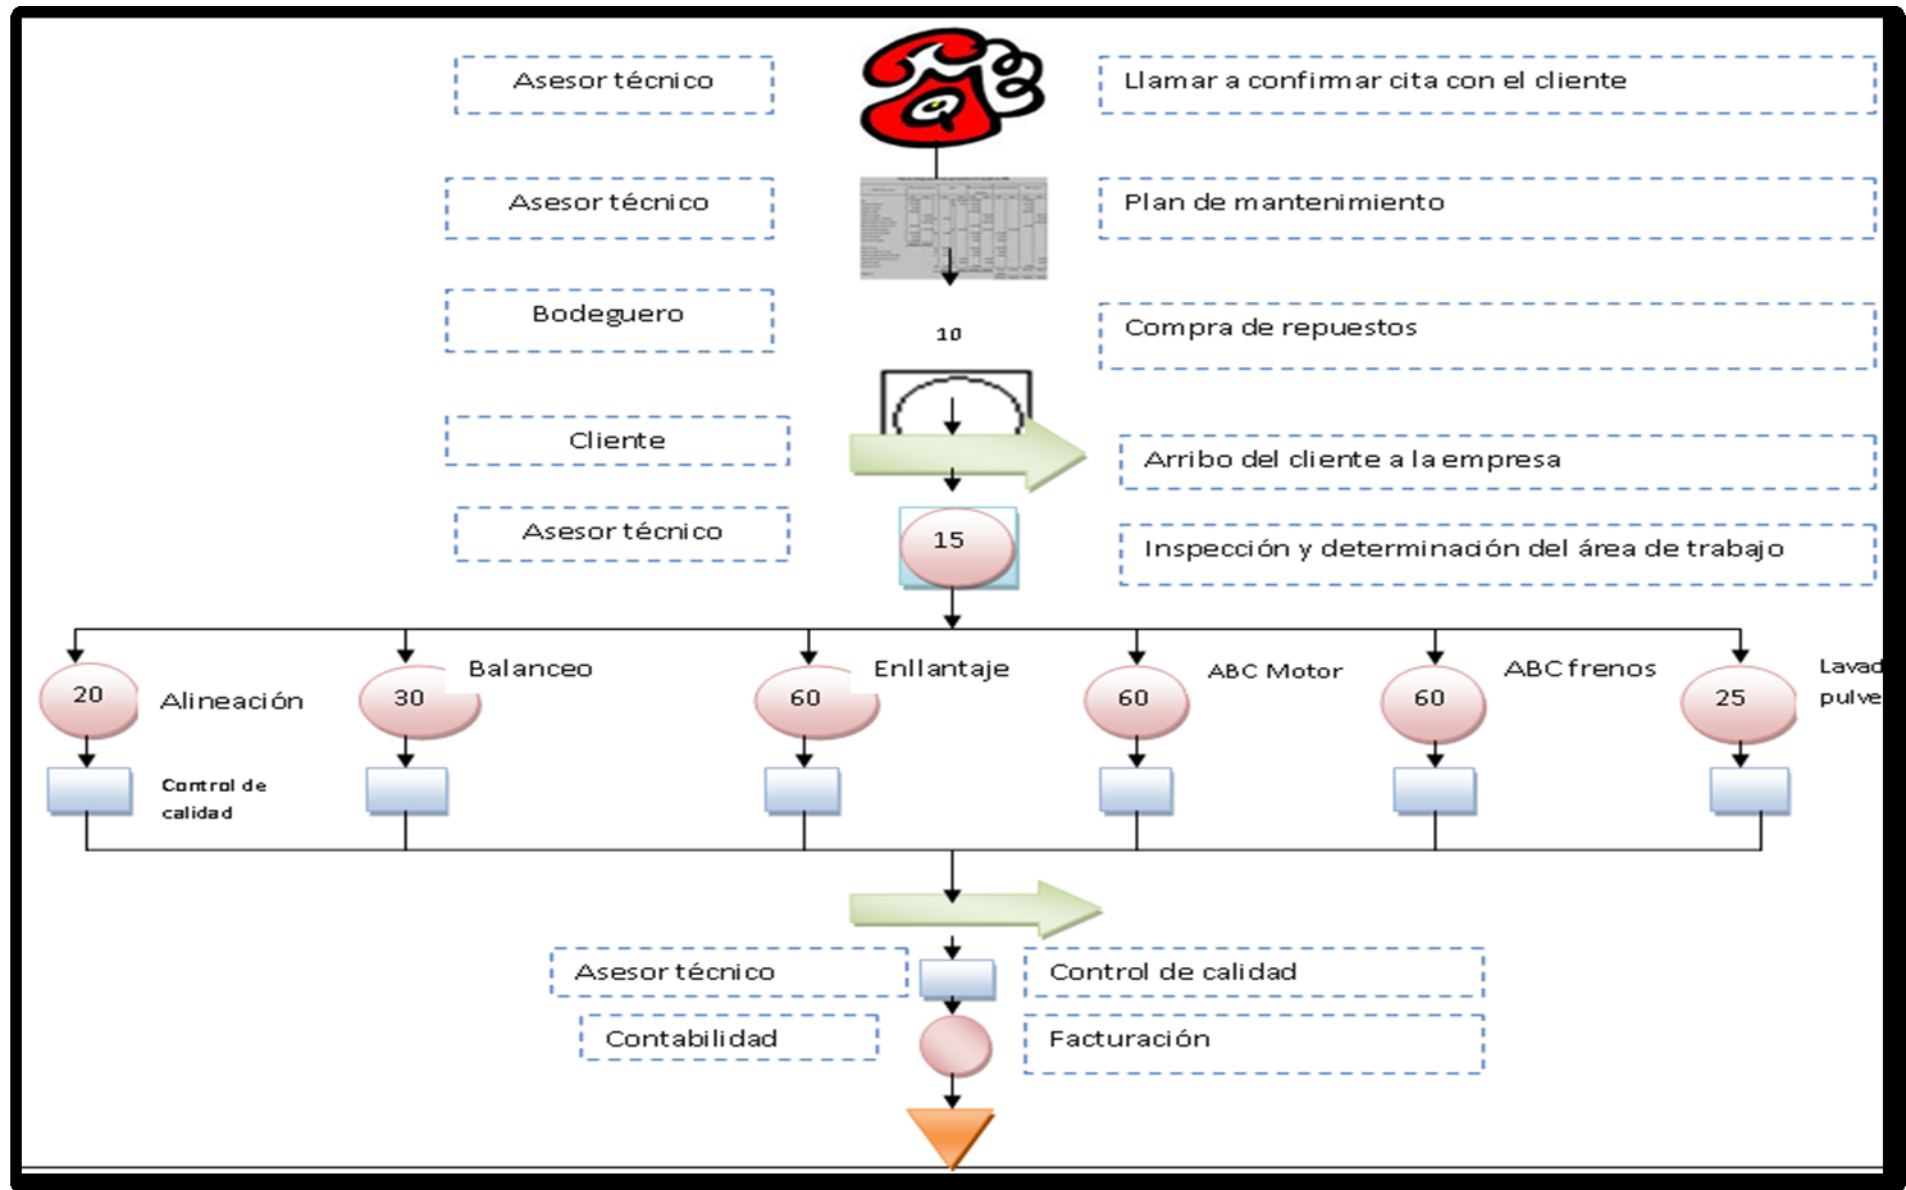 Asesor técnico
Llamar a confirmar cita con el cliente
Asesor técnico
Plan de mantenimiento
Bodeguero
10
Compra de repuestos
Cliente
Arribo del cliente a la empresa
Asesor técnico
15
Inspección y determinación del área de trabajo
20
Alineación
30
Balanceo
60
Enllantaje
60
ABC Motor
60
ABC frenos
25
Lavad
pulve
Control de
calidad
Asesor técnico
Control de calidad
Contabilidad
Facturación